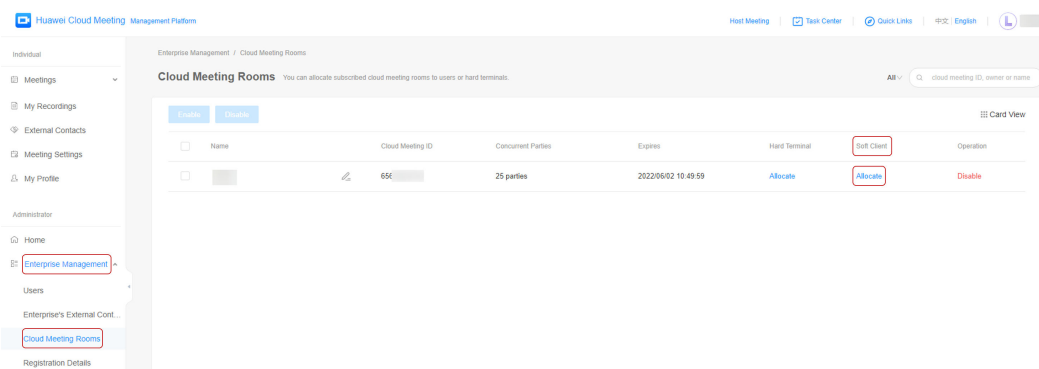 Huawei Cloud Meeting Management Platform
Host Meeting Task Center Quick Links 中文 | English L
Individual
Meetings
My Recordings
External Contacts
Meeting Settings
My Profile
Administrator
Home
Enterprise Management
Users
Enterprise's External Cont...
Cloud Meeting Rooms
Registration Details
Enterprise Management / Cloud Meeting Rooms
Cloud Meeting Rooms You can allocate subscribed cloud meeting rooms to users or hard terminals.
All cloud meeting ID, owner or name
Enable Disable Card View
Name Cloud Meeting ID Concurrent Parties Expires Hard Terminal Soft Client Operation
656 25 parties 2022/06/02 10:49:59 Allocate Allocate Disable